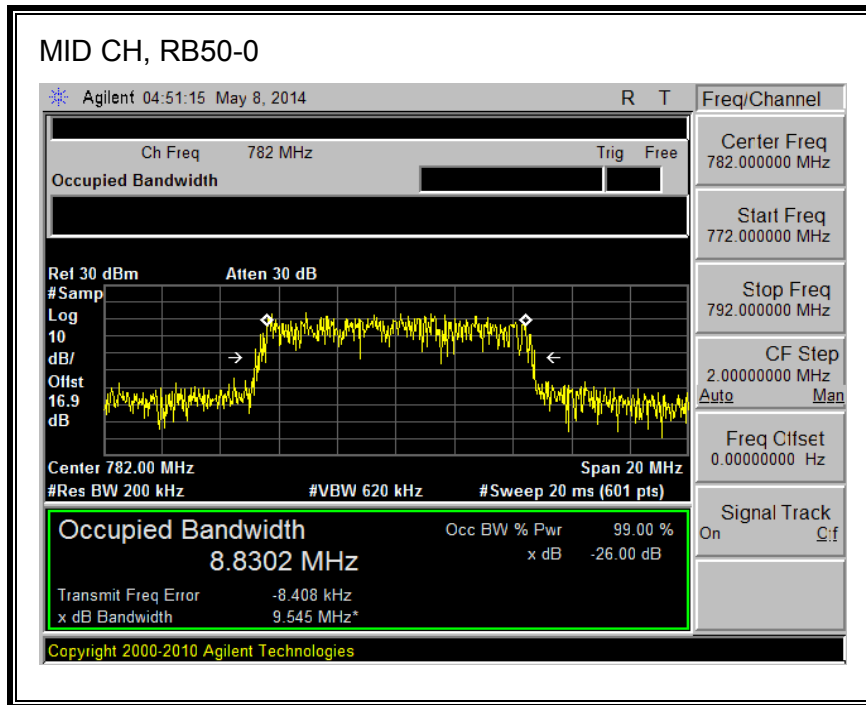 MID CH, RB50-0
Agilent 04:51:15 May 8, 2014 R T
Freq/Channel
Ch Freq 782 MHz Trig Free
Occupied Bandwidth
Center Freq
782.000000 MHz
Start Freq
772.000000 MHz
Stop Freq
792.000000 MHz
CF Step
2.00000000 MHz
Auto Man
Freq Offset
0.00000000 Hz
Signal Track
On Off
Ref 30 dBm Atten 30 dB
#Samp
Log
10
dB/
Offst
16.9
dB
Center 782.00 MHz Span 20 MHz
#Res BW 200 kHz #VBW 620 kHz #Sweep 20 ms (601 pts)
Occupied Bandwidth Occ BW % Pwr 99.00 %
8.8302 MHz x dB -26.00 dB
Transmit Freq Error -8.408 kHz
x dB Bandwidth 9.545 MHz*
Copyright 2000-2010 Agilent Technologies